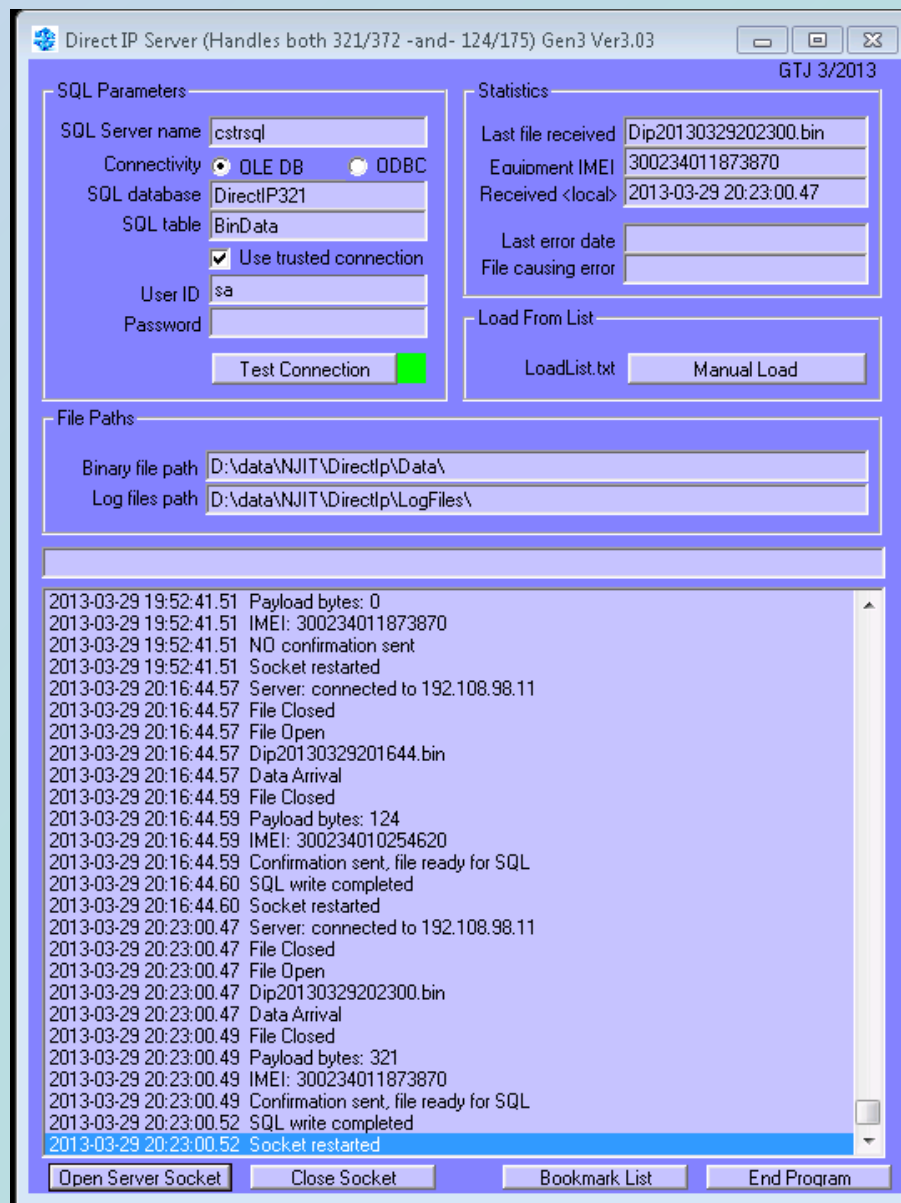 Direct IP Server (Handles both 321/372 -and- 124/175) Gen3 Ver3.03
GTJ 3/2013
SQL Parameters
SQL Server name cstrsql
Connectivity OLE DB ODBC
SQL database DirectIP321
SQL table BinData
Use trusted connection
User ID sa
Password
Test Connection
Statistics
Last file received Dip20130329202300.bin
Equipment IMEI 300234011873870
Received <local> 2013-03-29 20:23:00.47
Last error date
File causing error
Load From List
LoadList.txt Manual Load
File Paths
Binary file path D:\data\NJIT\DirectIp\Data\
Log files path D:\data\NJIT\DirectIp\LogFiles\
2013-03-29 19:52:41.51 Payload bytes: 0
2013-03-29 19:52:41.51 IMEI: 300234011873870
2013-03-29 19:52:41.51 NO confirmation sent
2013-03-29 19:52:41.51 Socket restarted
2013-03-29 20:16:44.57 Server: connected to 192.108.98.11
2013-03-29 20:16:44.57 File Closed
2013-03-29 20:16:44.57 File Open
2013-03-29 20:16:44.57 Dip20130329201644.bin
2013-03-29 20:16:44.57 Data Arrival
2013-03-29 20:16:44.59 File Closed
2013-03-29 20:16:44.59 Payload bytes: 124
2013-03-29 20:16:44.59 IMEI: 300234010254620
2013-03-29 20:16:44.59 Confirmation sent, file ready for SQL
2013-03-29 20:16:44.60 SQL write completed
2013-03-29 20:16:44.60 Socket restarted
2013-03-29 20:23:00.47 Server: connected to 192.108.98.11
2013-03-29 20:23:00.47 File Closed
2013-03-29 20:23:00.47 File Open
2013-03-29 20:23:00.47 Dip20130329202300.bin
2013-03-29 20:23:00.47 Data Arrival
2013-03-29 20:23:00.49 File Closed
2013-03-29 20:23:00.49 Payload bytes: 321
2013-03-29 20:23:00.49 IMEI: 300234011873870
2013-03-29 20:23:00.49 Confirmation sent, file ready for SQL
2013-03-29 20:23:00.52 SQL write completed
2013-03-29 20:23:00.52 Socket restarted
Open Server Socket Close Socket Bookmark List End Program